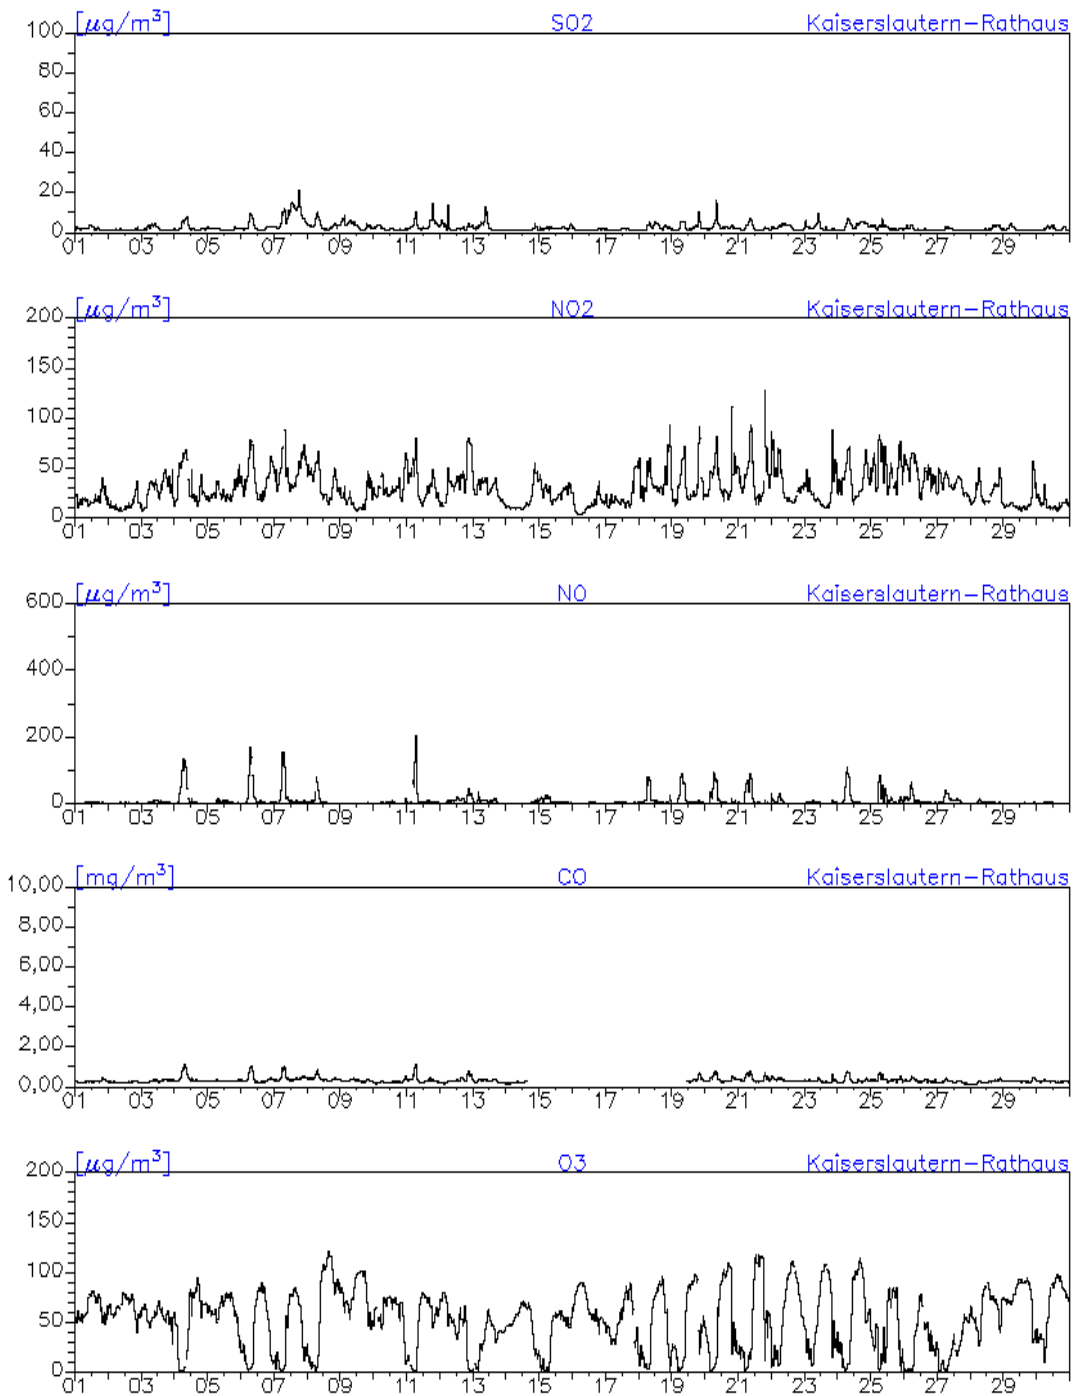 [µg/m³] SO2 Kaiserslautern-Rathaus
100
80
60
40
20
0
01 03 05 07 09 11 13 15 17 19 21 23 25 27 29
[µg/m³] NO2 Kaiserslautern-Rathaus
200
150
100
50
0
01 03 05 07 09 11 13 15 17 19 21 23 25 27 29
[µg/m³] NO Kaiserslautern-Rathaus
600
400
200
0
01 03 05 07 09 11 13 15 17 19 21 23 25 27 29
[mg/m³] CO Kaiserslautern-Rathaus
10,00
8,00
6,00
4,00
2,00
0,00
01 03 05 07 09 11 13 15 17 19 21 23 25 27 29
[µg/m³] O3 Kaiserslautern-Rathaus
200
150
100
50
0
01 03 05 07 09 11 13 15 17 19 21 23 25 27 29